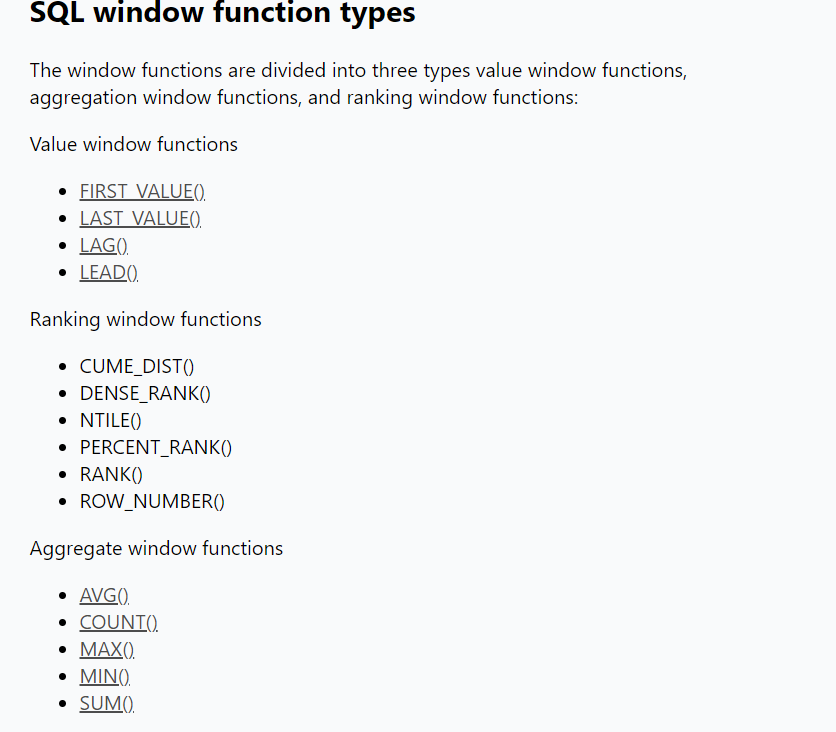 SQL window function types
The window functions are divided into three types value window functions,
aggregation window functions, and ranking window functions:
Value window functions
FIRST_VALUE()
LAST_VALUE()
LAG()
LEAD()
Ranking window functions
CUME_DIST()
DENSE_RANK()
NTILE()
PERCENT_RANK()
RANK()
ROW_NUMBER()
Aggregate window functions
AVG()
COUNT()
MAX()
MIN()
SUM()